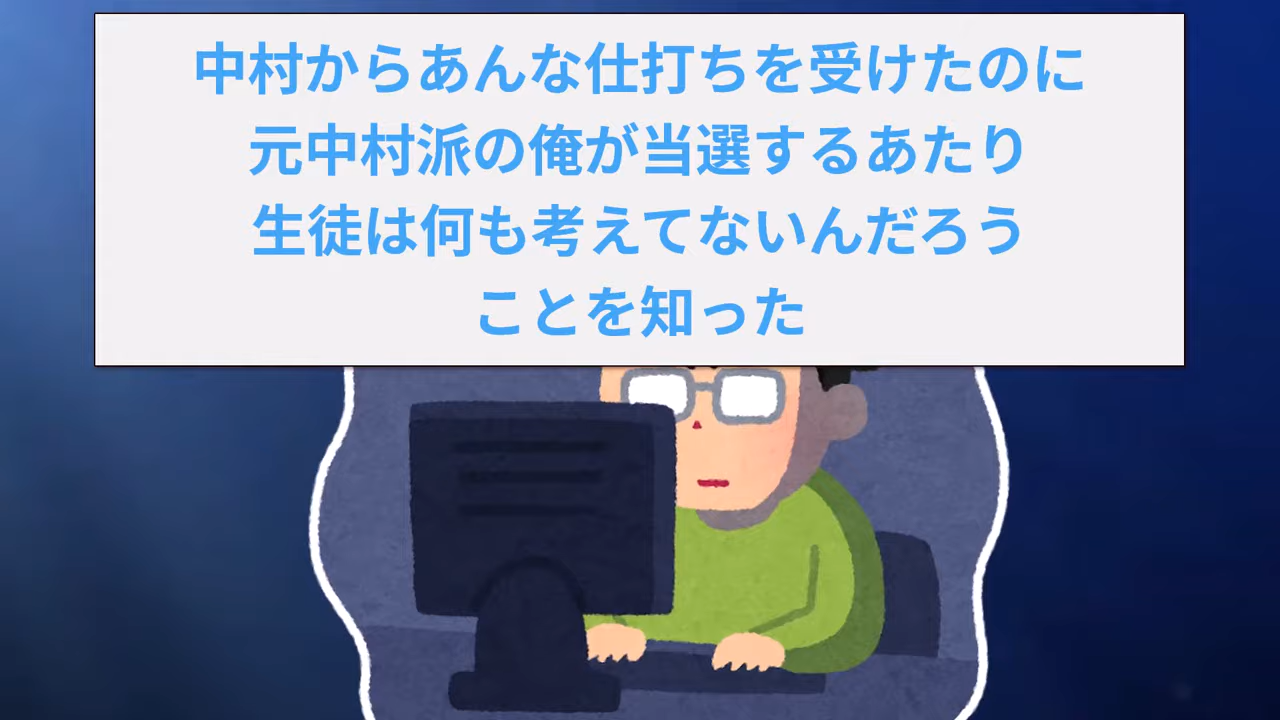 中村からあんな仕打ちを受けたのに
元中村派の俺が当選するあたり
生徒は何も考えてないんだろう
ことを知った